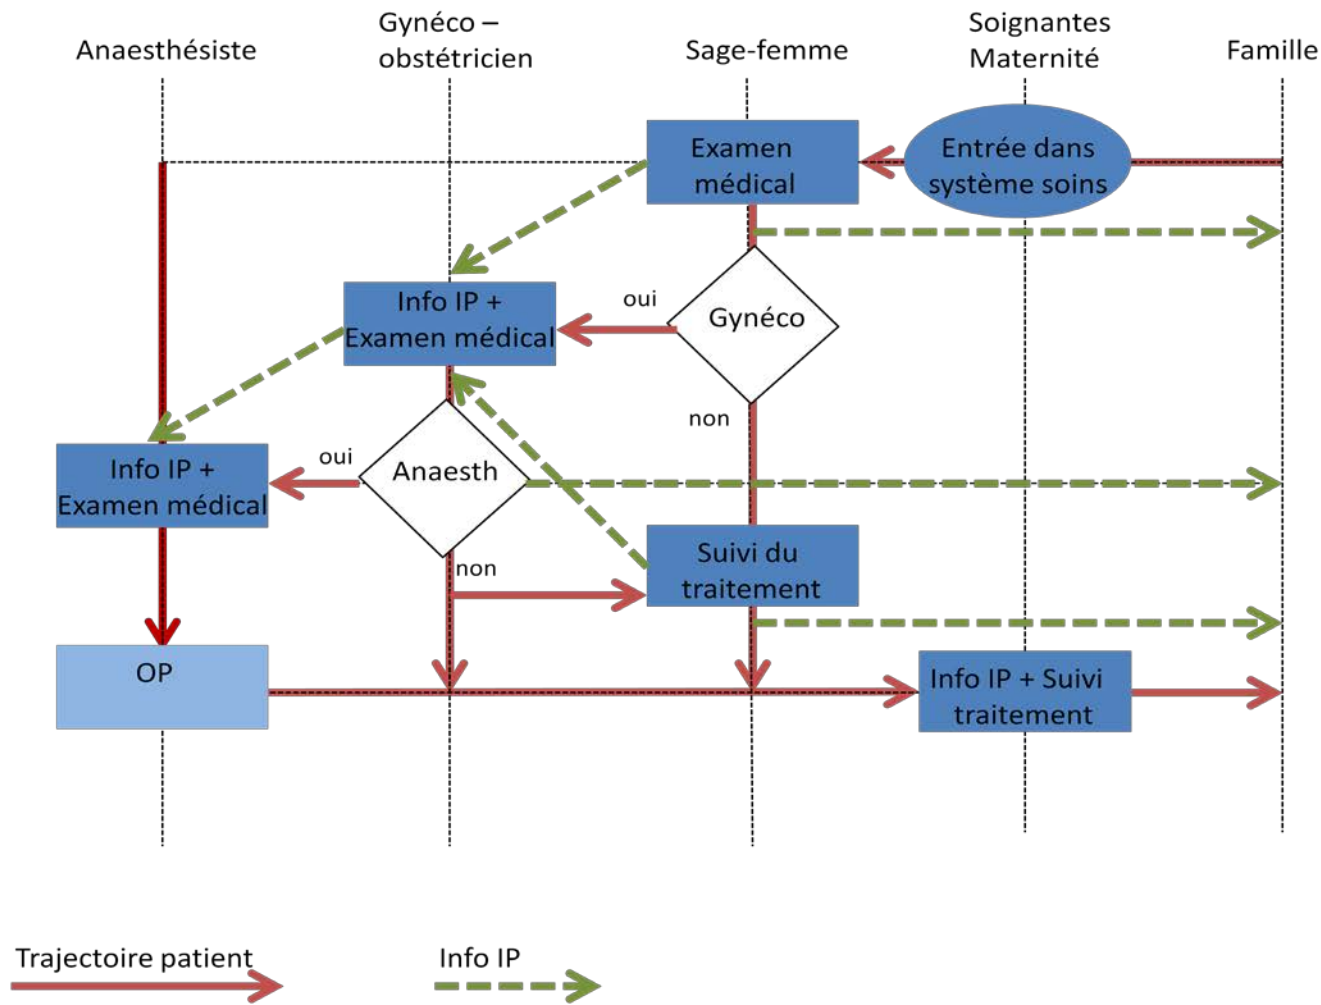 Anaesthésiste
Gynéco –
obstétricien
Sage-femme
Soignantes
Maternité
Famille
Examen
médical
Entrée dans
système soins
Info IP +
Examen médical
oui
Gynéco
non
Info IP +
Examen médical
oui
Anaesth
non
Suivi du
traitement
OP
Info IP + Suivi
traitement
Trajectoire patient
Info IP